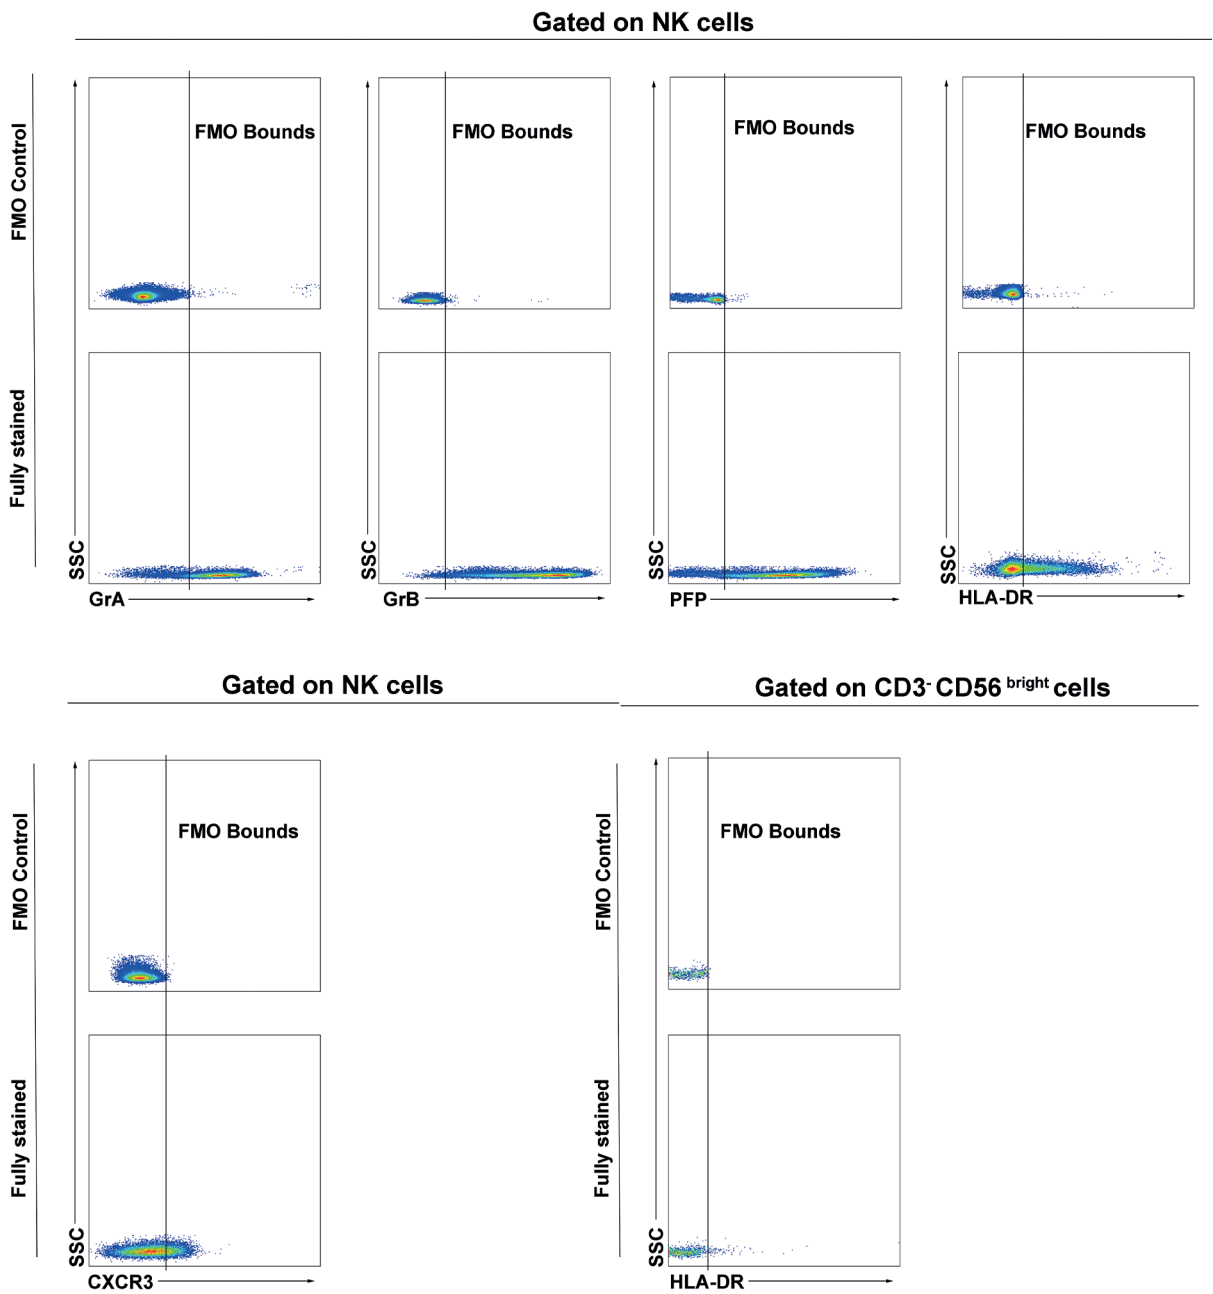 Gated on NK cells
FMO Control
FMO Bounds
FMO Bounds
FMO Bounds
FMO Bounds
Fully stained
SSC
SSC
SSC
SSC
GrA
GrB
PFP
HLA-DR
Gated on NK cells
Gated on CD3- CD56 bright cells
FMO Control
FMO Bounds
FMO Control
FMO Bounds
Fully stained
Fully stained
SSC
SSC
CXCR3
HLA-DR